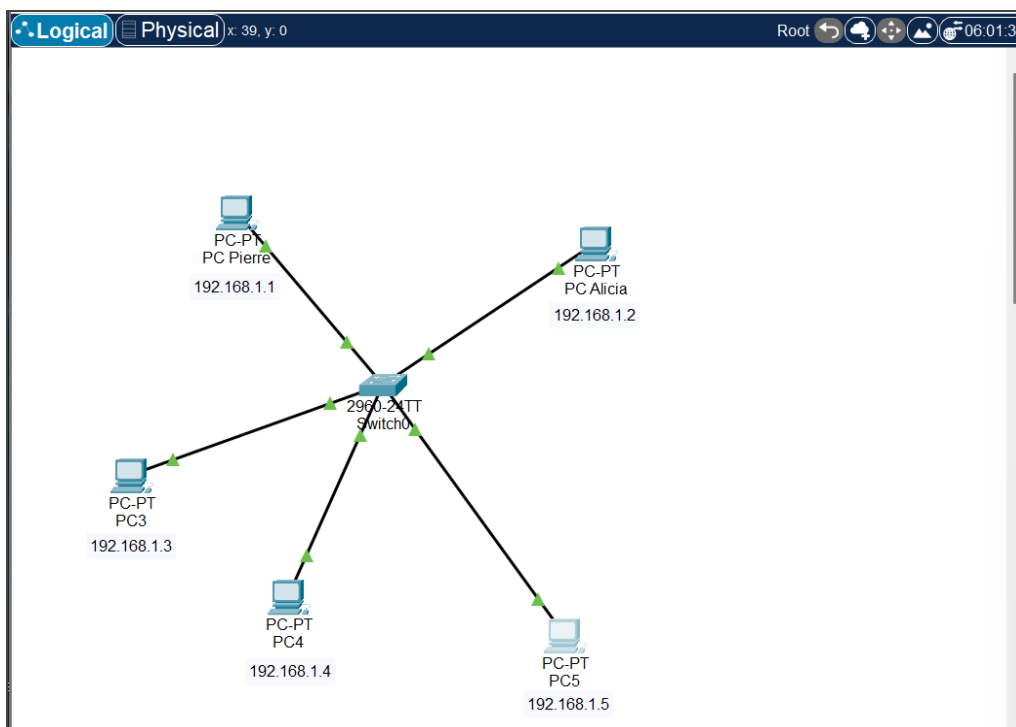 Logical Physical x: 39, y: 0 Root 06:01:3
PC-PT
PC Pierre
192.168.1.1
PC-PT
PC Alicia
192.168.1.2
2960-24TT
Switch0
PC-PT
PC3
192.168.1.3
PC-PT
PC4
192.168.1.4
PC-PT
PC5
192.168.1.5